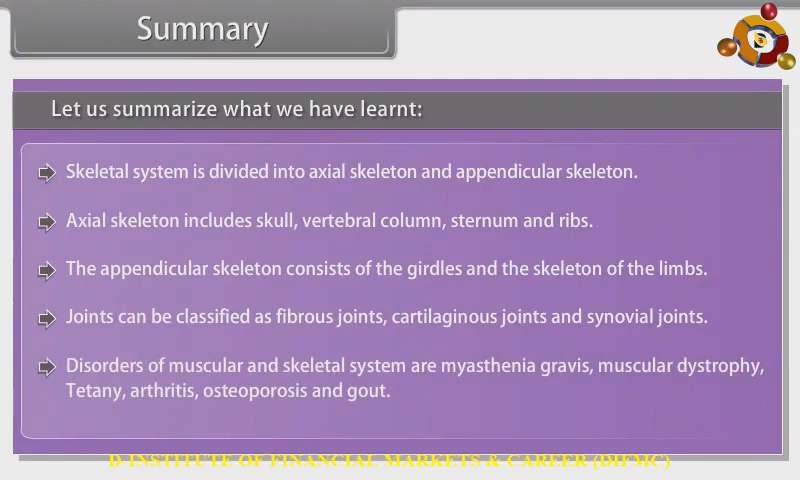 Summary
Let us summarize what we have learnt:
Skeletal system is divided into axial skeleton and appendicular skeleton.
Axial skeleton includes skull, vertebral column, sternum and ribs.
The appendicular skeleton consists of the girdles and the skeleton of the limbs.
Joints can be classified as fibrous joints, cartilaginous joints and synovial joints.
Disorders of muscular and skeletal system are myasthenia gravis, muscular dystrophy,
Tetany, arthritis, osteoporosis and gout.
D-INSTITUTE OF FINANCIAL MARKETS & CAREER (DIFMC)